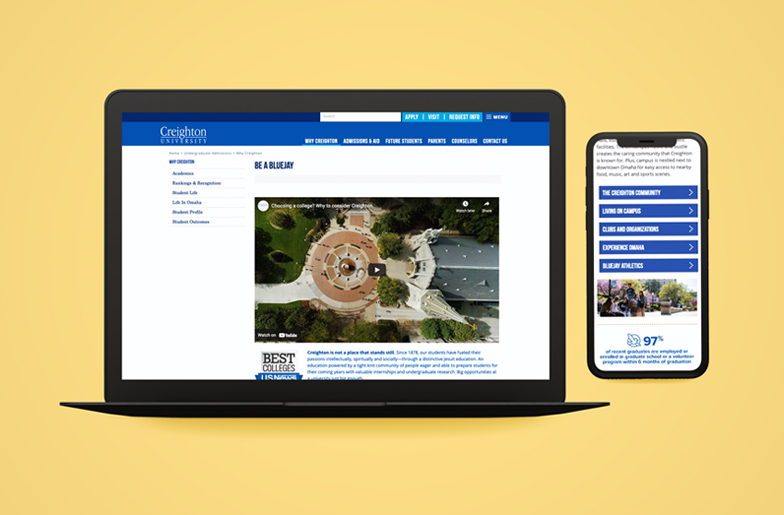 Search
APPLY | VISIT | REQUEST INFO MENU
Creighton
UNIVERSITY
WHY CREIGHTON ADMISSIONS & AID FUTURE STUDENTS PARENTS COUNSELORS CONTACT US
Home > Undergraduate Admissions > Why Creighton
WHY CREIGHTON
Academics
Rankings & Recognition
Student Life
Life In Omaha
Student Profile
Student Outcomes
BE A BLUEJAY
Choosing a college? Why to consider Creighton.
Watch later
Share
Watch on YouTube
BEST
COLLEGES
U.S.News
Creighton is not a place that stands still. Since 1878, our students have fueled their
passions intellectually, spiritually and socially—through a distinctive Jesuit education. An
education powered by a tight-knit community of people eager and able to prepare students for
their coming years with valuable internships and undergraduate research. Big opportunities at
a university just big enough.
creates the caring community that Creighton
is known for. Plus, campus is nestled next to
downtown Omaha for easy access to nearby
food, music, art and sports scenes.
THE CREIGHTON COMMUNITY
LIVING ON CAMPUS
CLUBS AND ORGANIZATIONS
EXPERIENCE OMAHA
BLUEJAY ATHLETICS
97%
of recent graduates are employed or
enrolled in graduate school or a volunteer
program within 6 months of graduation